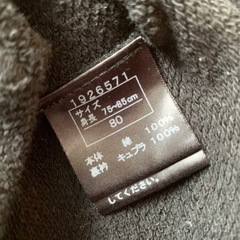 1926571
サイズ
身長 75~85cm
80
本体 綿 100%
裏衿 キュプラ 100%
してください。